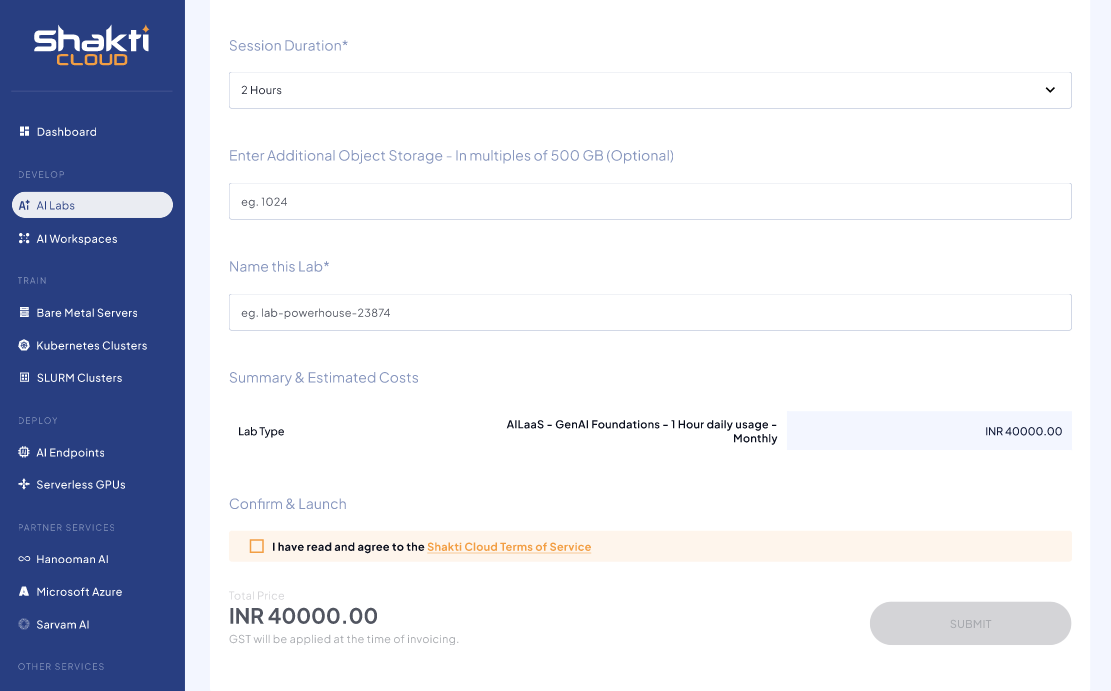 Shakti
CLOUD
Dashboard
DEVELOP
AI Labs
AI Workspaces
TRAIN
Bare Metal Servers
Kubernetes Clusters
SLURM Clusters
DEPLOY
AI Endpoints
Serverless GPUs
PARTNER SERVICES
Hanooman AI
Microsoft Azure
Sarvam AI
OTHER SERVICES
Session Duration*
2 Hours
Enter Additional Object Storage - In multiples of 500 GB (Optional)
eg. 1024
Name this Lab*
eg. lab-powerhouse-23874
Summary & Estimated Costs
Lab Type
AILaaS - GenAI Foundations - 1 Hour daily usage -
Monthly
INR 40000.00
Confirm & Launch
I have read and agree to the Shakti Cloud Terms of Service
Total Price
INR 40000.00
GST will be applied at the time of invoicing.
SUBMIT